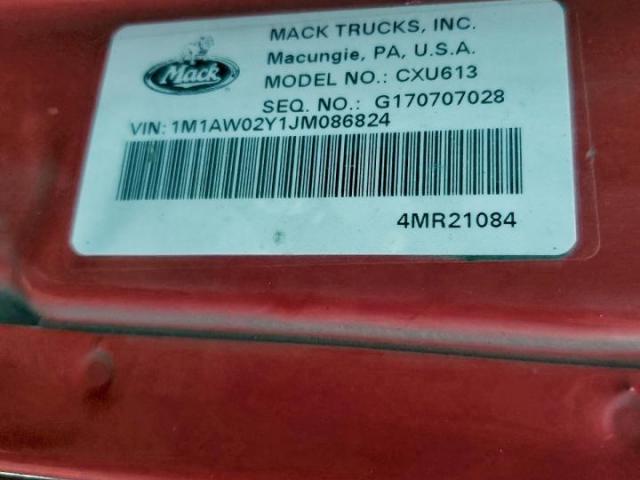 Mack
MACK TRUCKS, INC.
Macungie, PA, U.S.A.
MODEL NO.: CXU613
SEQ. NO.: G170707028
VIN: 1M1AW02Y1JM086824
4MR21084